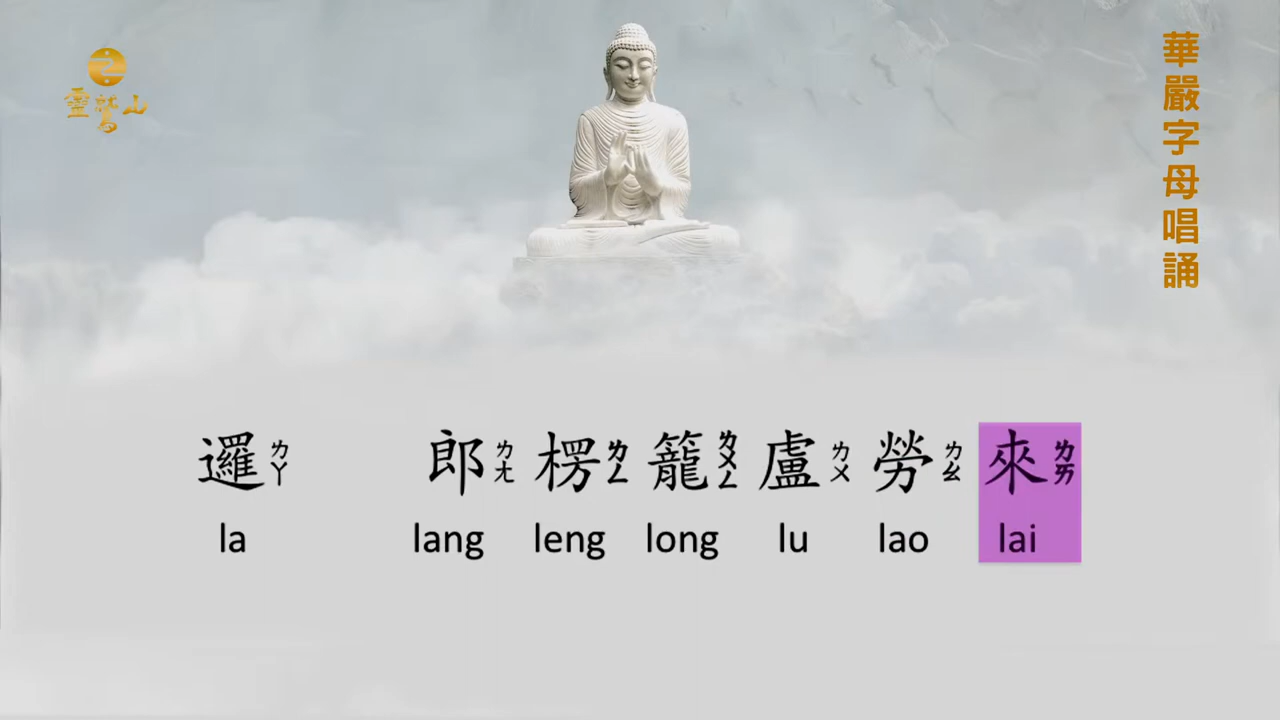 靈鷲山
華嚴字母唱誦
邏ㄌㄚ 郎ㄌㄤ 楞ㄌㄥ 籠ㄌㄨㄥ 盧ㄌㄨ 勞ㄌㄠ 來ㄌㄞ
la lang leng long lu lao lai